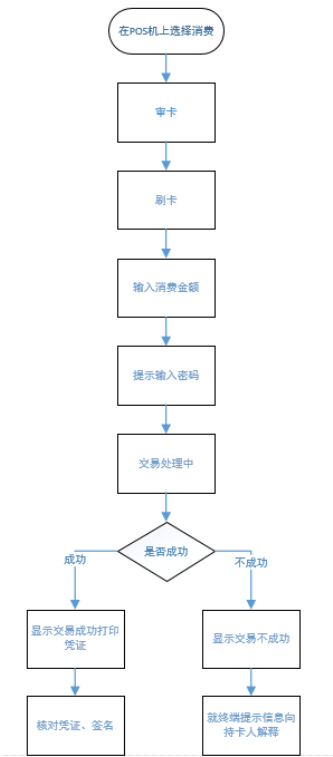 在POS机上选择消费
审卡
刷卡
输入消费金额
提示输入密码
交易处理中
是否成功
成功
不成功
显示交易成功打印
凭证
显示交易不成功
核对凭证、签名
就终端提示信息向
持卡人解释